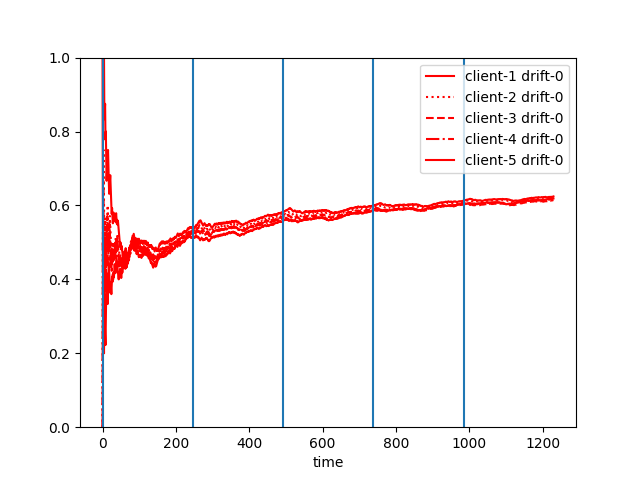 1.0
0.8
0.6
0.4
0.2
0.0
client-1 drift-0
client-2 drift-0
client-3 drift-0
client-4 drift-0
client-5 drift-0
0 200 400 600 800 1000 1200
time